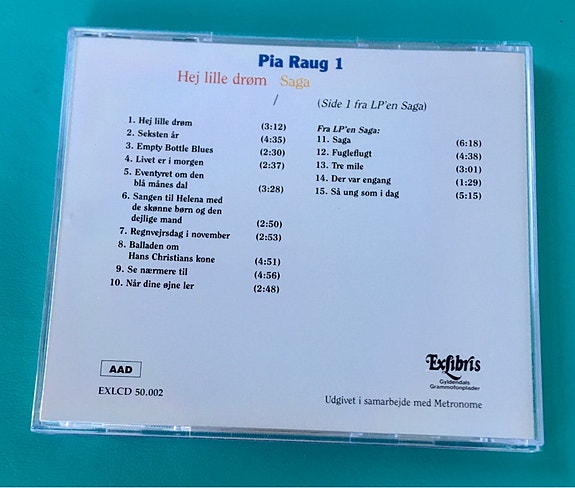 Pia Raug 1
Hej lille drøm Saga
/ (Side 1 fra LP'en Saga)
1. Hej lille drøm (3:12)
2. Seksten år (4:35)
3. Empty Bottle Blues (2:30)
4. Livet er i morgen (2:37)
5. Eventyret om den
blå månes dal (3:28)
6. Sangen til Helena med
de skønne børn og den
dejlige mand (2:50)
7. Regnvejrsdag i november (2:53)
8. Balladen om
Hans Christians kone (4:51)
9. Se nærmere til (4:56)
10. Når dine øjne ler (2:48)
Fra LP'en Saga:
11. Saga (6:18)
12. Fugleflugt (4:38)
13. Tre mile (3:01)
14. Der var engang (1:29)
15. Så ung som i dag (5:15)
AAD
EXLCD 50.002
Exlibris
Gyldendals
Grammofonplader
Udgivet i samarbejde med Metronome